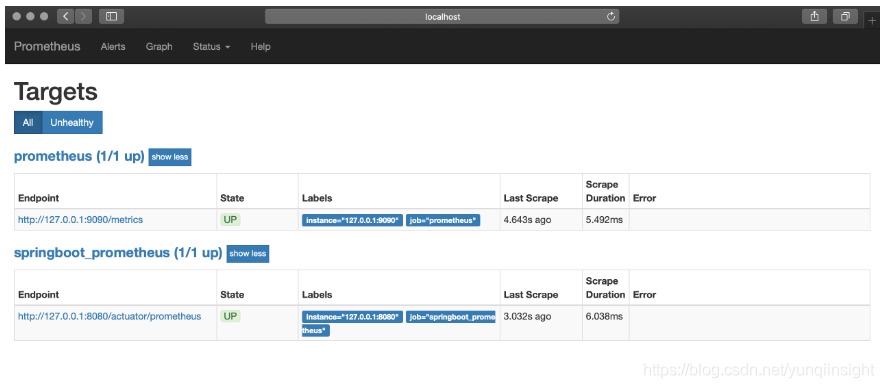 localhost
Prometheus Alerts Graph Status Help
Targets
All Unhealthy
prometheus (1/1 up) show less
Endpoint State Labels Last Scrape Scrape Duration Error
http://127.0.0.1:9090/metrics UP instance="127.0.0.1:9090" job="prometheus" 4.643s ago 5.492ms
springboot_prometheus (1/1 up) show less
Endpoint State Labels Last Scrape Scrape Duration Error
http://127.0.0.1:8080/actuator/prometheus UP instance="127.0.0.1:8080" job="springboot_prome
theus" 3.032s ago 6.038ms
https://blog.csdn.net/yunqiinsight